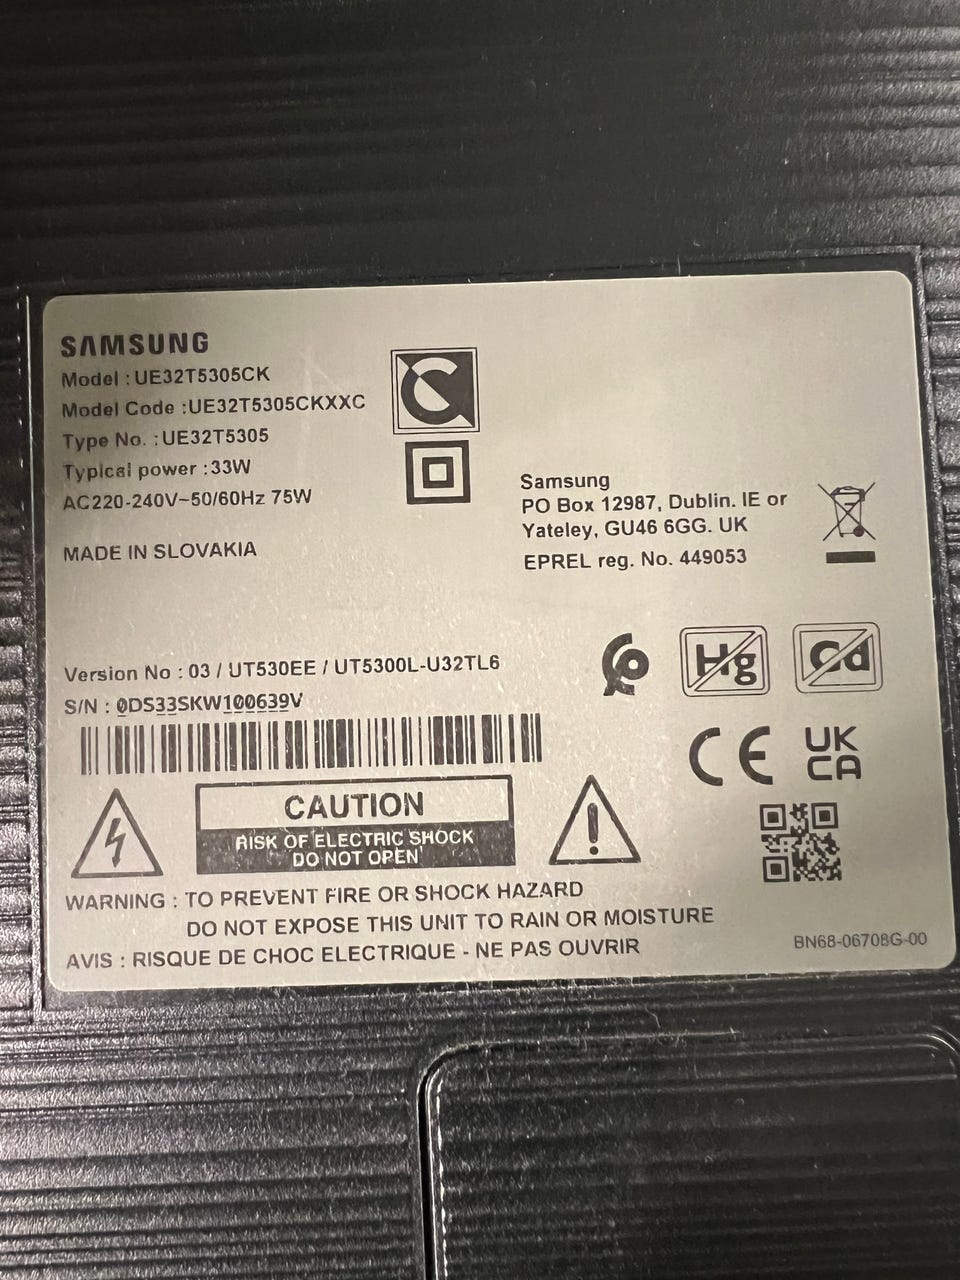 SAMSUNG
Model : UE32T5305CK
Model Code :UE32T5305CKXXC
Type No. :UE32T5305
Typical power :33W
AC220-240V~50/60Hz 75W
MADE IN SLOVAKIA
Samsung
PO Box 12987, Dublin. IE or
Yateley, GU46 6GG. UK
EPREL reg. No. 449053
Version No : 03 / UT530EE / UT5300L-U32TL6
S/N : 0DS33SKW100639V
Hg
Cd
CE
UK
CA
CAUTION
RISK OF ELECTRIC SHOCK
DO NOT OPEN
WARNING : TO PREVENT FIRE OR SHOCK HAZARD
DO NOT EXPOSE THIS UNIT TO RAIN OR MOISTURE
AVIS : RISQUE DE CHOC ELECTRIQUE - NE PAS OUVRIR
BN68-06708G-00